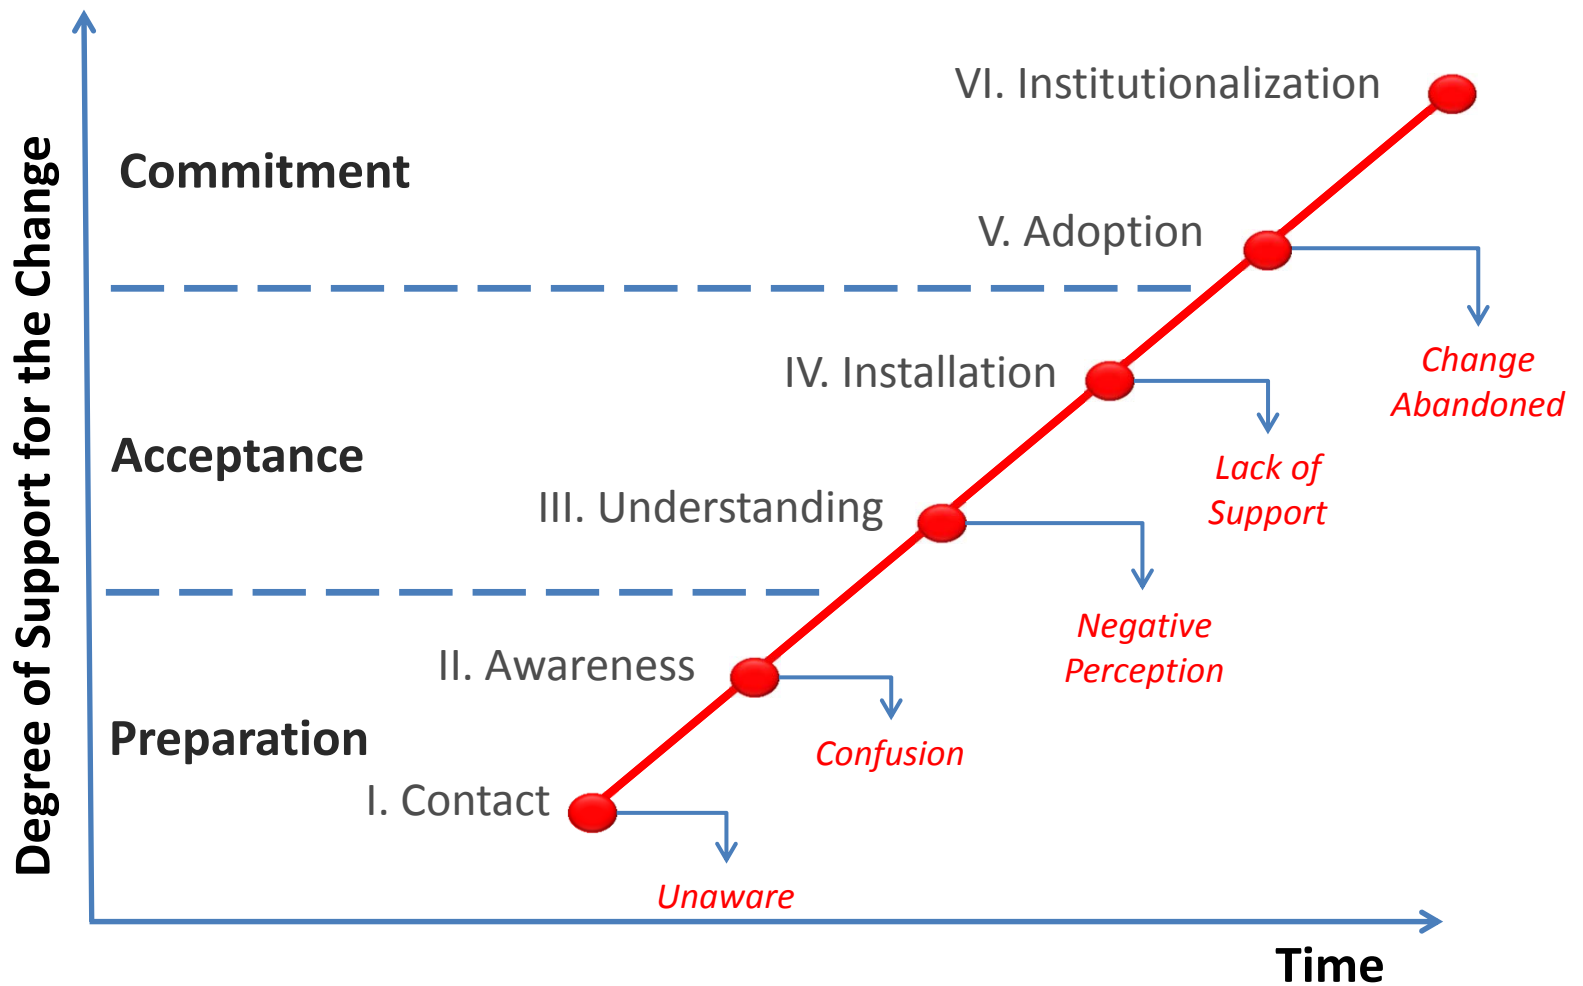 Degree of Support for the Change
VI. Institutionalization
Commitment
V. Adoption
Change
Abandoned
IV. Installation
Acceptance
Lack of
Support
III. Understanding
Negative
Perception
II. Awareness
Preparation
Confusion
I. Contact
Unaware
Time